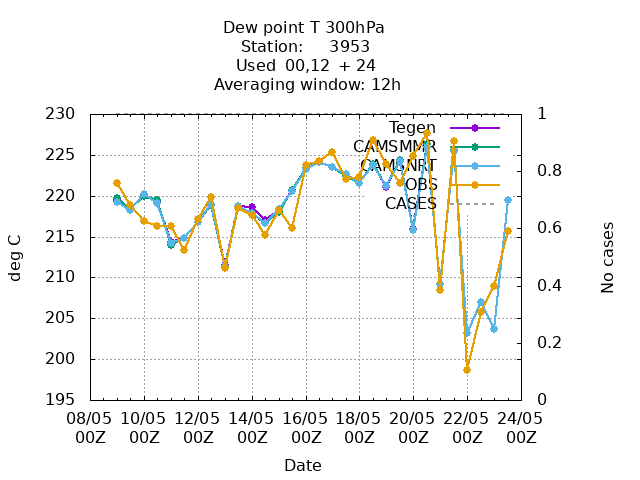 Dew point T 300hPa
Station:     3953
Used  00,12  + 24
Averaging window: 12h
230
225
220
215
210
205
200
195
1
0.8
0.6
0.4
0.2
0
Tegen
CAMSMMR
CAMSNRT
OBS
CASES
deg C
No cases
08/05 10/05 12/05 14/05 16/05 18/05 20/05 22/05 24/05
00Z 00Z 00Z 00Z 00Z 00Z 00Z 00Z 00Z
Date